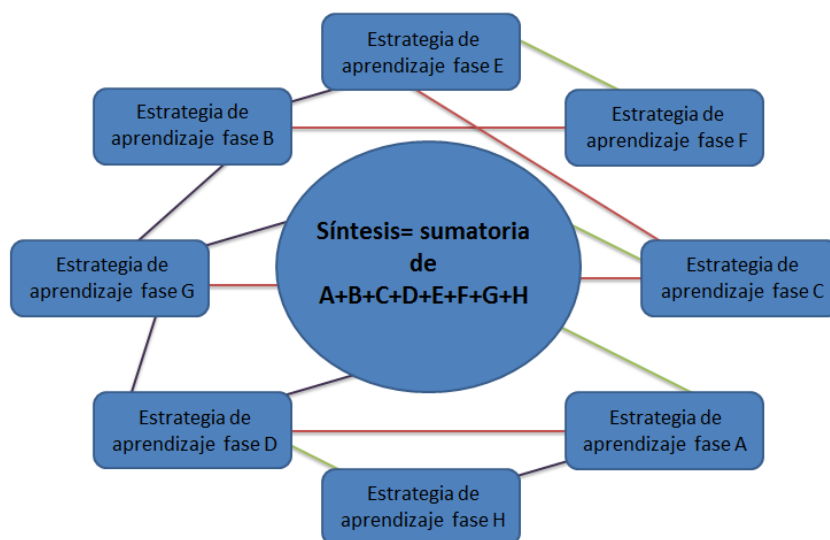 Estrategia de
aprendizaje fase E
Estrategia de
aprendizaje fase B
Estrategia de
aprendizaje fase F
Síntesis= sumatoria
de
A+B+C+D+E+F+G+H
Estrategia de
aprendizaje fase G
Estrategia de
aprendizaje fase C
Estrategia de
aprendizaje fase D
Estrategia de
aprendizaje fase A
Estrategia de
aprendizaje fase H